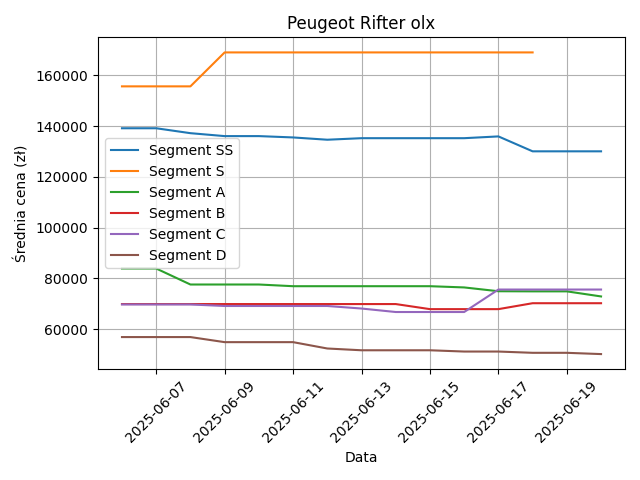 Peugeot Rifter olx
Średnia cena (zł)
160000
140000
120000
100000
80000
60000
Segment SS
Segment S
Segment A
Segment B
Segment C
Segment D
2025-06-07
2025-06-09
2025-06-11
2025-06-13
2025-06-15
2025-06-17
2025-06-19
Data